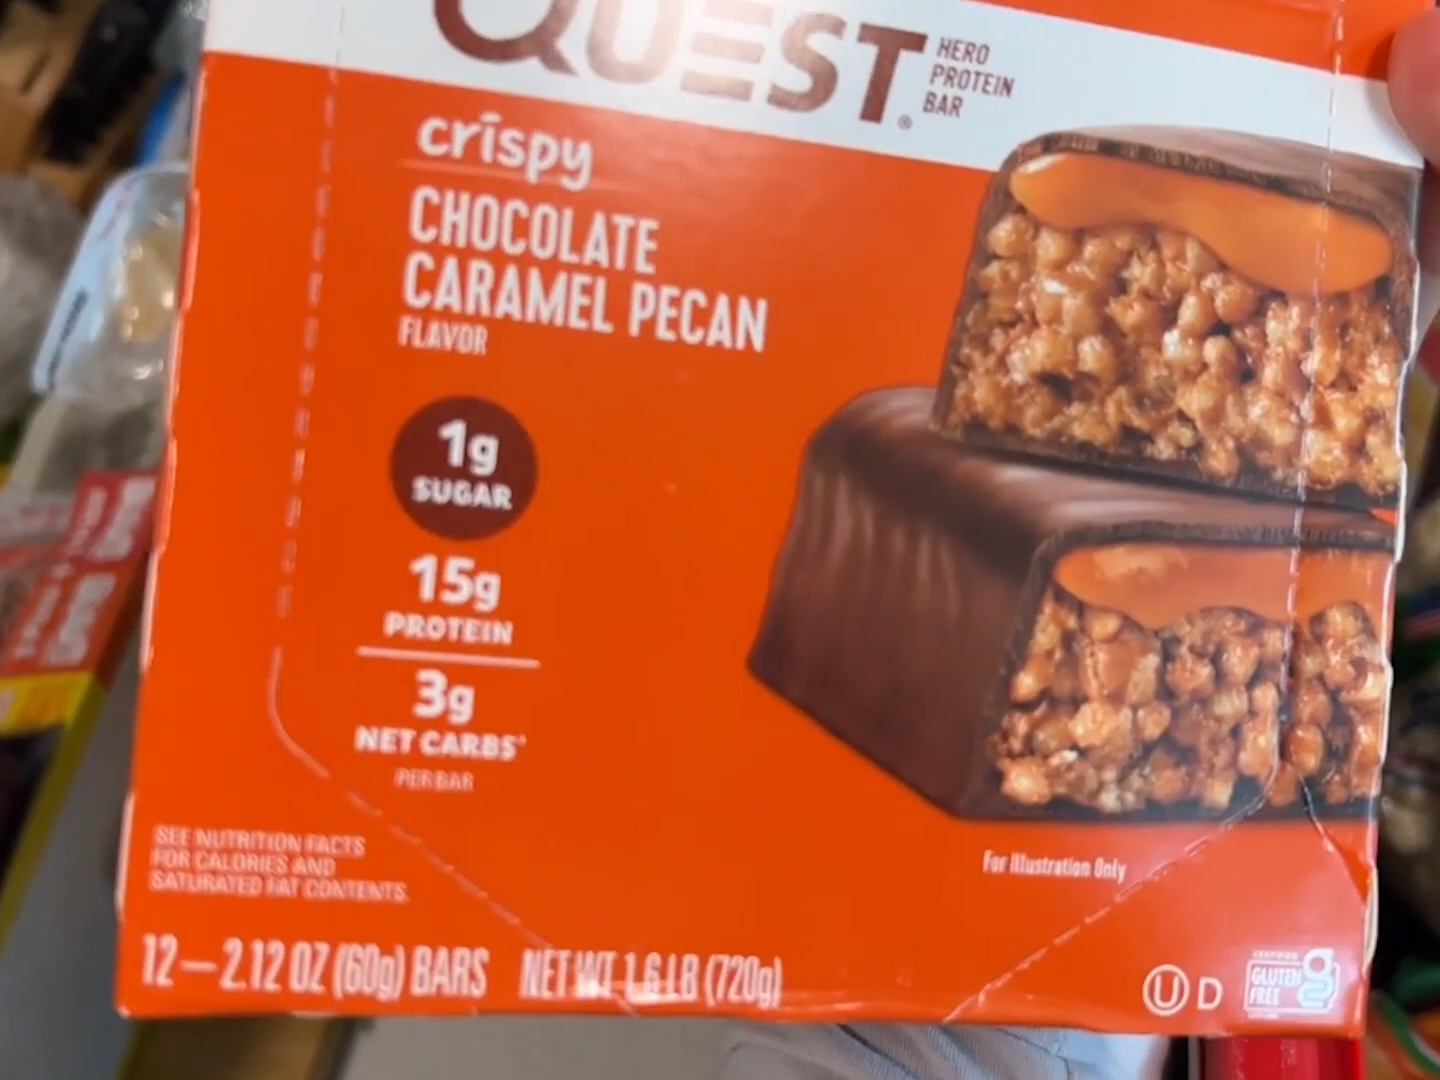 QUEST®
HERO
PROTEIN
BAR
crispy
CHOCOLATE
CARAMEL PECAN
FLAVOR
1g
SUGAR
15g
PROTEIN
3g
NET CARBS*
PER BAR
SEE NUTRITION FACTS
FOR CALORIES AND
SATURATED FAT CONTENTS.
For Illustration Only
12—2.12 OZ (60g) BARS NET WT 1.6 LB (720g)
U D
CERTIFIED
GLUTEN
FREE